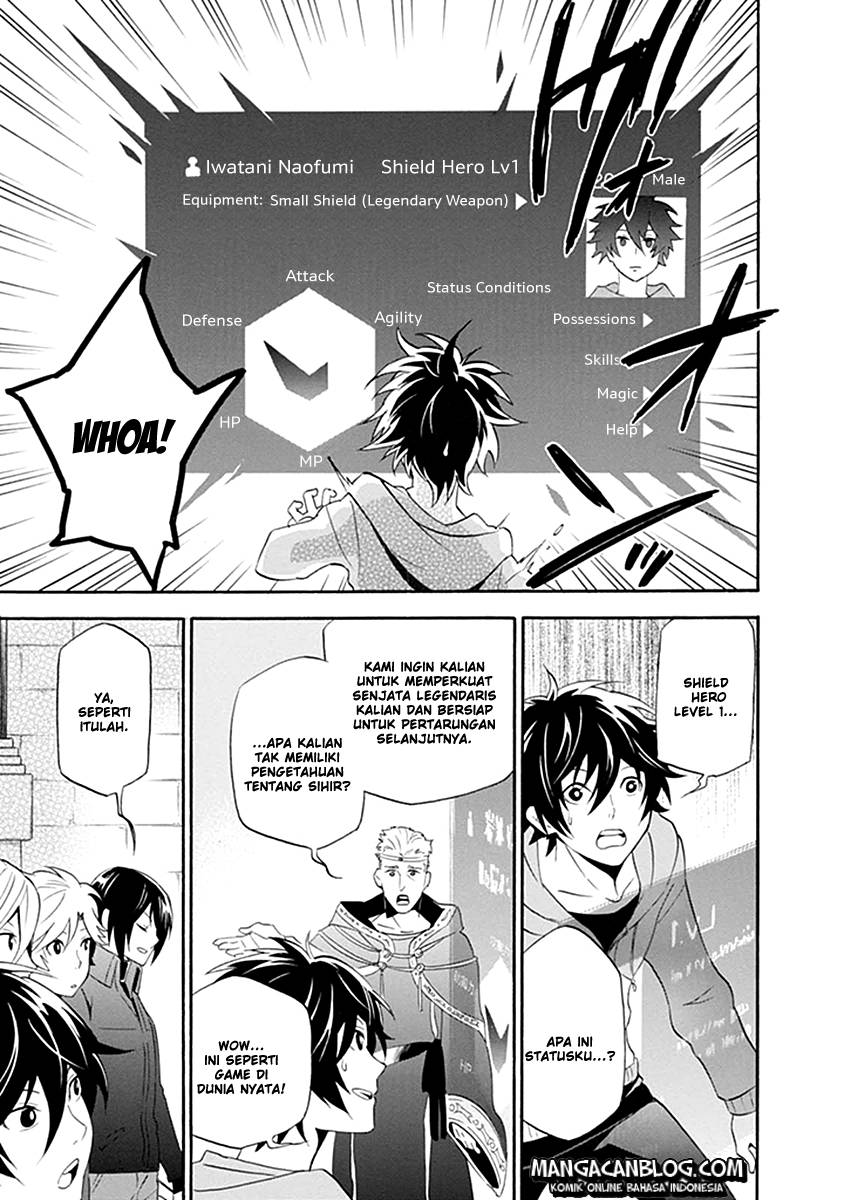 Iwatani Naofumi Shield Hero Lv1
Male
Equipment: Small Shield (Legendary Weapon)
Attack
Status Conditions
Defense
Agility
Possessions
Skills
Magic
HP
Help
MP
WHOA!
SHIELD
HERO
LEVEL 1...
APA INI
STATUSKU...?
KAMI INGIN KALIAN
UNTUK MEMPERKUAT
SENJATA LEGENDARIS
KALIAN DAN BERSIAP
UNTUK PERTARUNGAN
SELANJUTNYA.
...APA KALIAN
TAK MEMILIKI
PENGETAHUAN
TENTANG SIHIR?
HP
WOW...
INI SEPERTI
GAME DI
DUNIA NYATA!
YA,
SEPERTI
ITULAH.
MANGACANBLOG.COM
KOMIK ONLINE BAHASA INDONESIA